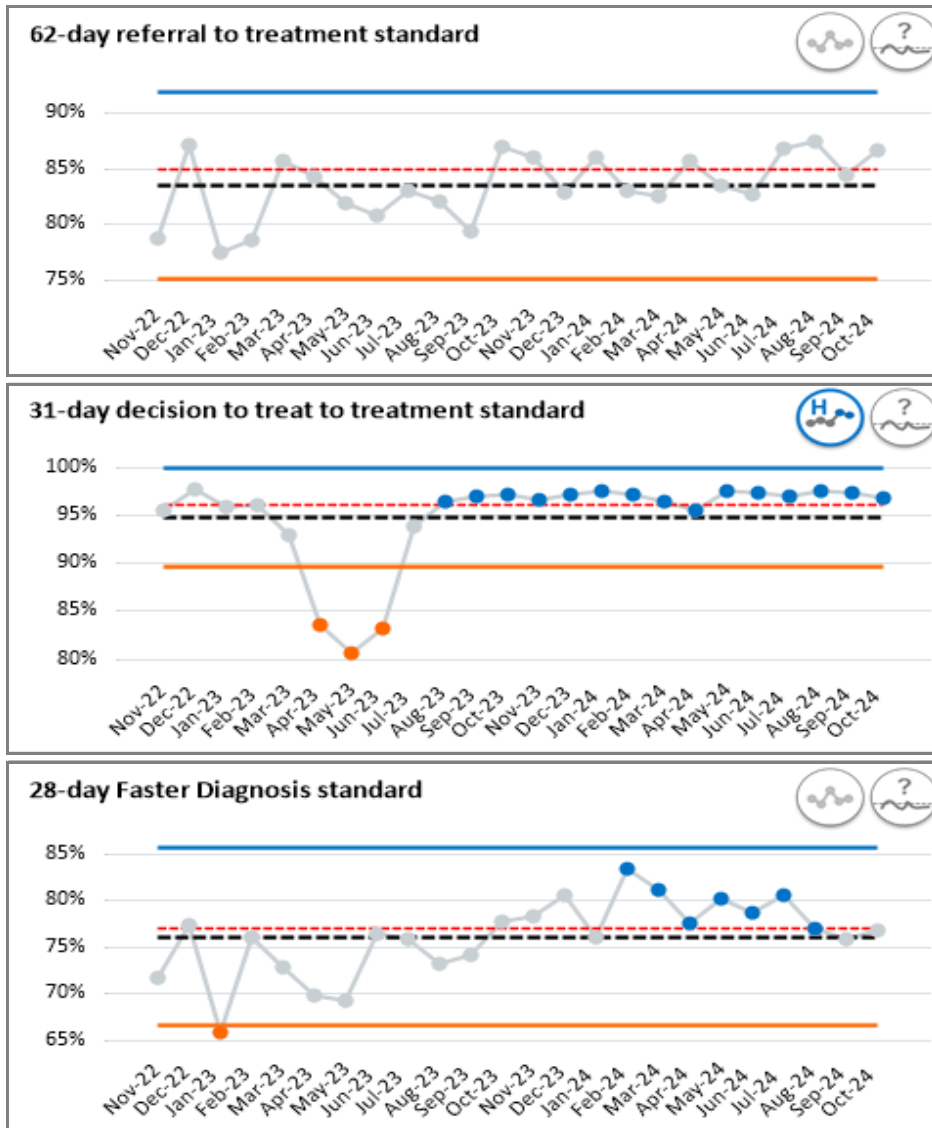 62-day referral to treatment standard
?
90%
85%
80%
75%
Nov-22 Dec-22 Jan-23 Feb-23 Mar-23 Apr-23 May-23 Jun-23 Jul-23 Aug-23 Sep-23 Oct-23 Nov-23 Dec-23 Jan-24 Feb-24 Mar-24 Apr-24 May-24 Jun-24 Jul-24 Aug-24 Sep-24 Oct-24
31-day decision to treat to treatment standard
H
?
100%
95%
90%
85%
80%
Nov-22 Dec-22 Jan-23 Feb-23 Mar-23 Apr-23 May-23 Jun-23 Jul-23 Aug-23 Sep-23 Oct-23 Nov-23 Dec-23 Jan-24 Feb-24 Mar-24 Apr-24 May-24 Jun-24 Jul-24 Aug-24 Sep-24 Oct-24
28-day Faster Diagnosis standard
?
85%
80%
75%
70%
65%
Nov-22 Dec-22 Jan-23 Feb-23 Mar-23 Apr-23 May-23 Jun-23 Jul-23 Aug-23 Sep-23 Oct-23 Nov-23 Dec-23 Jan-24 Feb-24 Mar-24 Apr-24 May-24 Jun-24 Jul-24 Aug-24 Sep-24 Oct-24